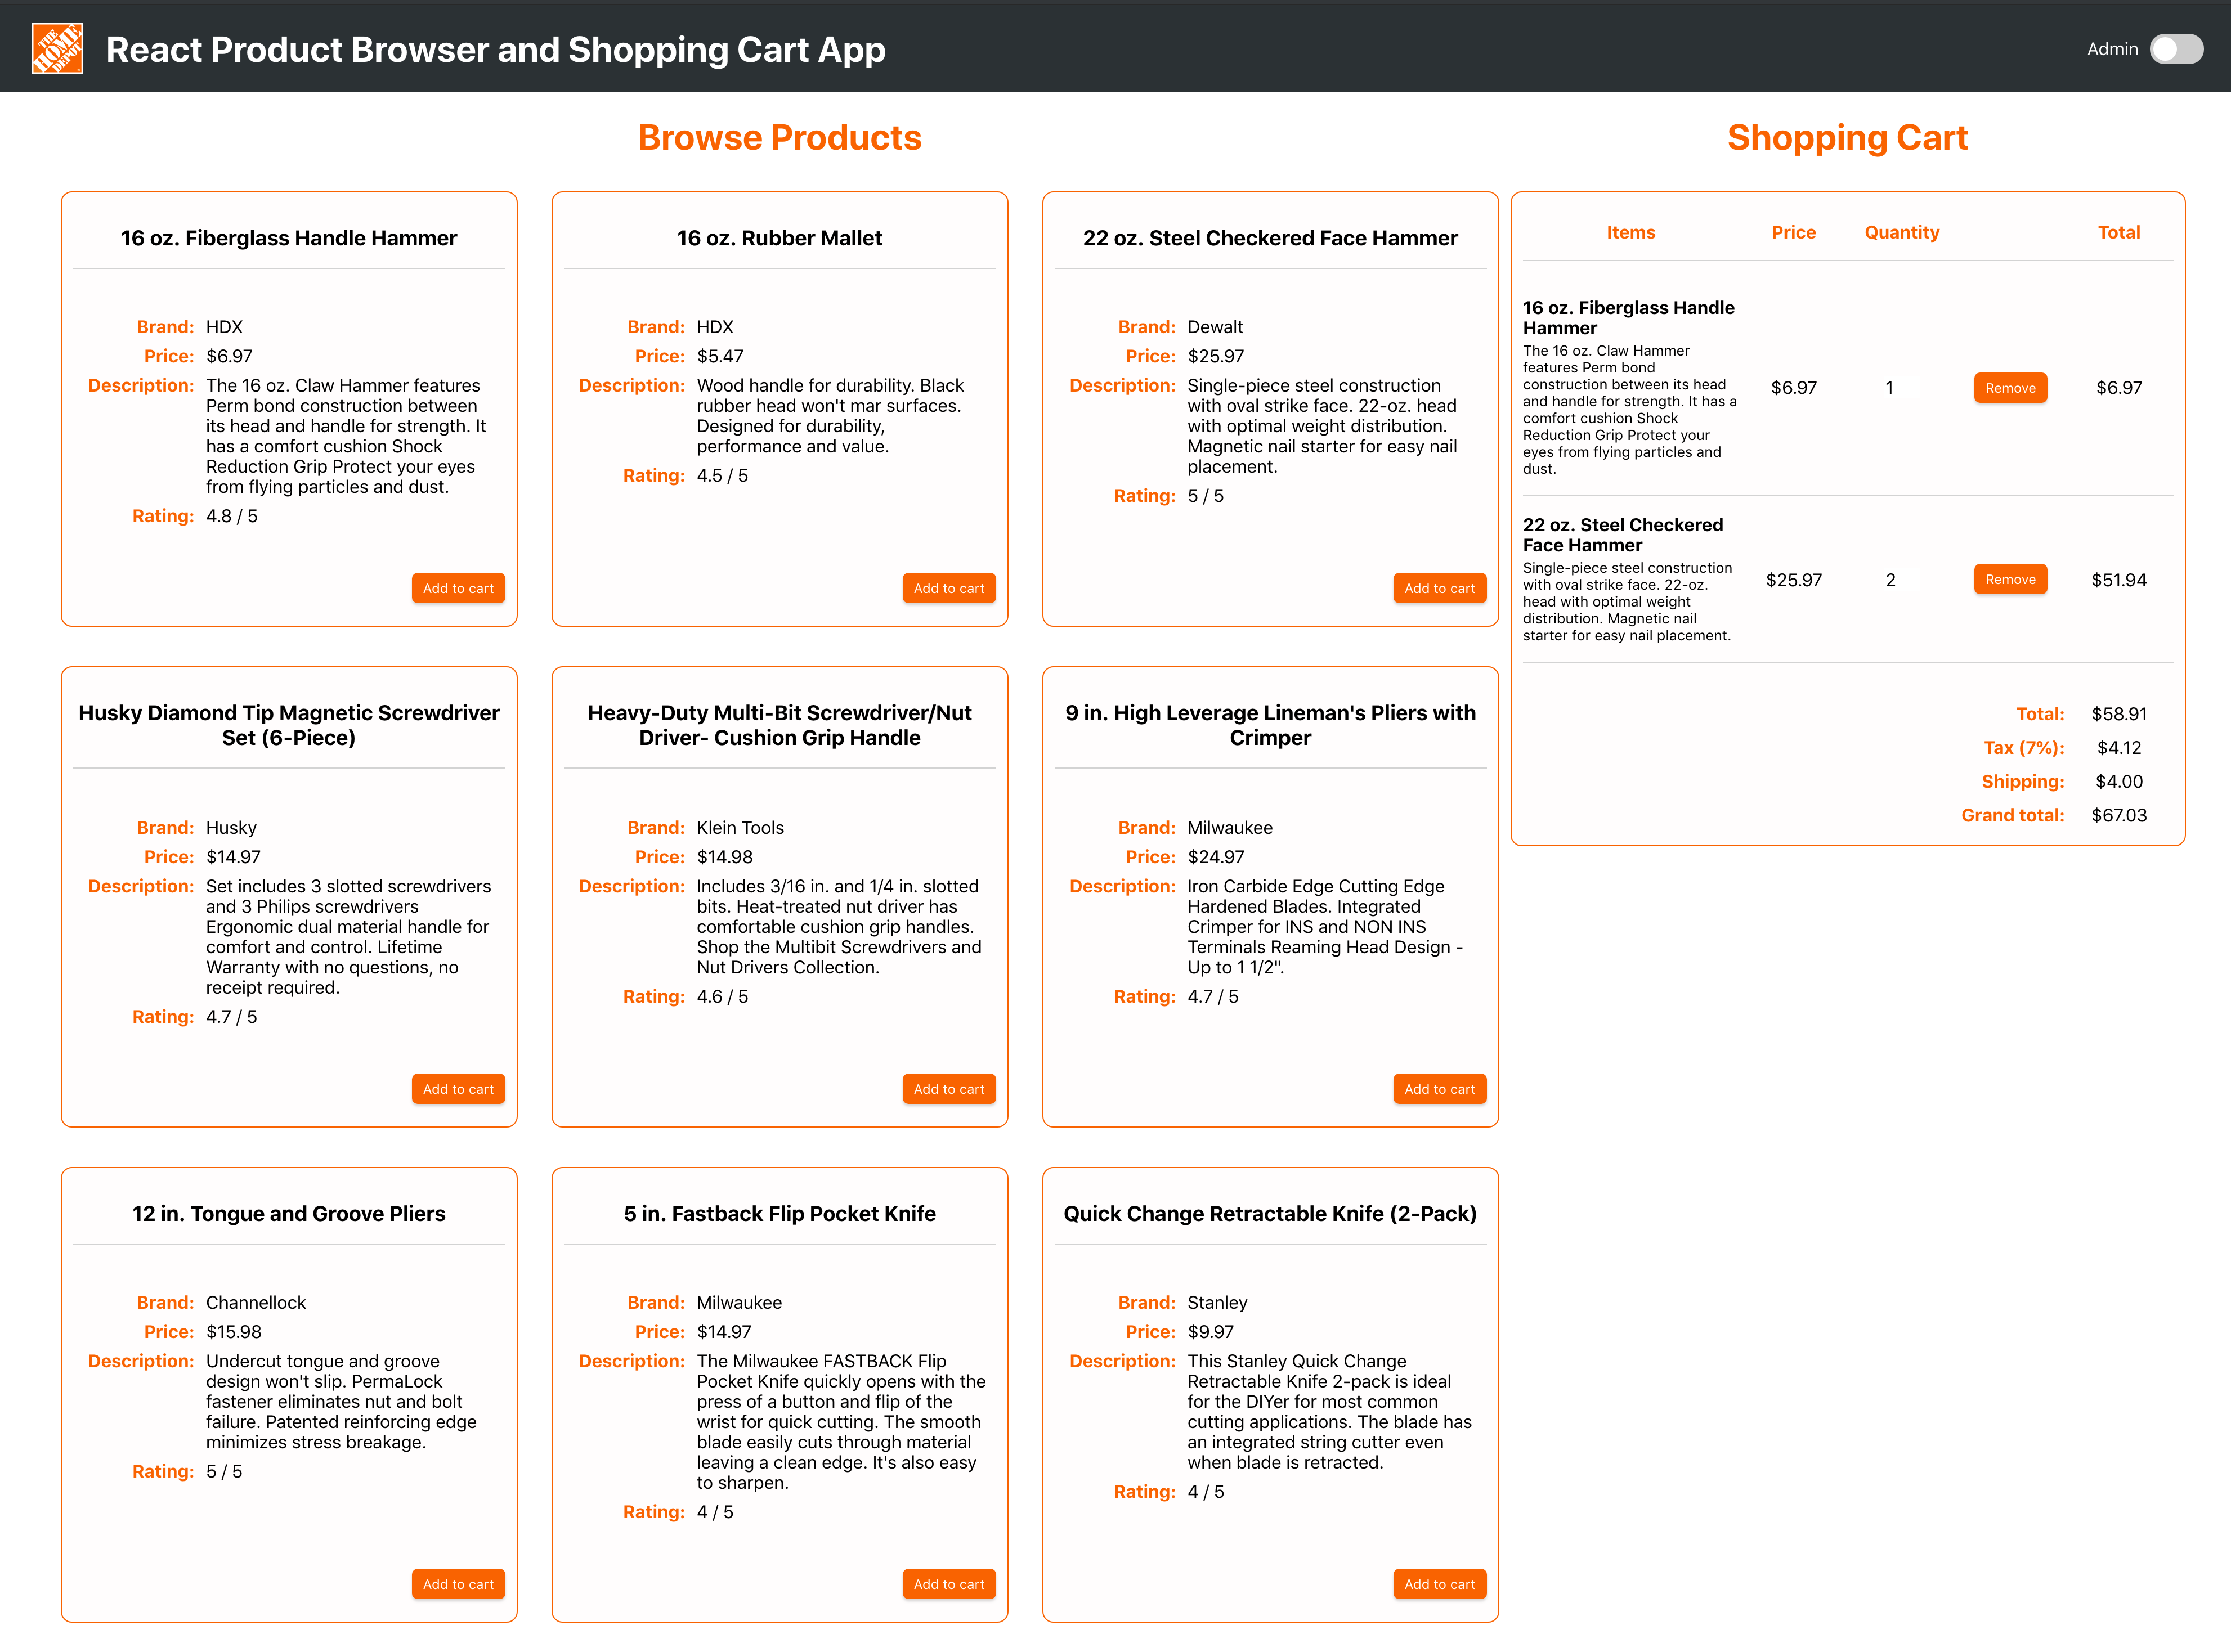 THE
HOME
DEPOT
React Product Browser and Shopping Cart App
Admin
Browse Products
16 oz. Fiberglass Handle Hammer
Brand: HDX
Price: $6.97
Description: The 16 oz. Claw Hammer features
Perm bond construction between
its head and handle for strength. It
has a comfort cushion Shock
Reduction Grip Protect your eyes
from flying particles and dust.
Rating: 4.8 / 5
Add to cart
16 oz. Rubber Mallet
Brand: HDX
Price: $5.47
Description: Wood handle for durability. Black
rubber head won't mar surfaces.
Designed for durability,
performance and value.
Rating: 4.5 / 5
Add to cart
22 oz. Steel Checkered Face Hammer
Brand: Dewalt
Price: $25.97
Description: Single-piece steel construction
with oval strike face. 22-oz. head
with optimal weight distribution.
Magnetic nail starter for easy nail
placement.
Rating: 5 / 5
Add to cart
Husky Diamond Tip Magnetic Screwdriver
Set (6-Piece)
Brand: Husky
Price: $14.97
Description: Set includes 3 slotted screwdrivers
and 3 Philips screwdrivers
Ergonomic dual material handle for
comfort and control. Lifetime
Warranty with no questions, no
receipt required.
Rating: 4.7 / 5
Add to cart
Heavy-Duty Multi-Bit Screwdriver/Nut
Driver- Cushion Grip Handle
Brand: Klein Tools
Price: $14.98
Description: Includes 3/16 in. and 1/4 in. slotted
bits. Heat-treated nut driver has
comfortable cushion grip handles.
Shop the Multibit Screwdrivers and
Nut Drivers Collection.
Rating: 4.6 / 5
Add to cart
9 in. High Leverage Lineman's Pliers with
Crimper
Brand: Milwaukee
Price: $24.97
Description: Iron Carbide Edge Cutting Edge
Hardened Blades. Integrated
Crimper for INS and NON INS
Terminals Reaming Head Design -
Up to 1 1/2".
Rating: 4.7 / 5
Add to cart
12 in. Tongue and Groove Pliers
Brand: Channellock
Price: $15.98
Description: Undercut tongue and groove
design won't slip. PermaLock
fastener eliminates nut and bolt
failure. Patented reinforcing edge
minimizes stress breakage.
Rating: 5 / 5
Add to cart
5 in. Fastback Flip Pocket Knife
Brand: Milwaukee
Price: $14.97
Description: The Milwaukee FASTBACK Flip
Pocket Knife quickly opens with the
press of a button and flip of the
wrist for quick cutting. The smooth
blade easily cuts through material
leaving a clean edge. It's also easy
to sharpen.
Rating: 4 / 5
Add to cart
Quick Change Retractable Knife (2-Pack)
Brand: Stanley
Price: $9.97
Description: This Stanley Quick Change
Retractable Knife 2-pack is ideal
for the DIYer for most common
cutting applications. The blade has
an integrated string cutter even
when blade is retracted.
Rating: 4 / 5
Add to cart
Shopping Cart
Items Price Quantity Total
16 oz. Fiberglass Handle
Hammer
The 16 oz. Claw Hammer
features Perm bond
construction between its head
and handle for strength. It has a
comfort cushion Shock
Reduction Grip Protect your
eyes from flying particles and
dust.
$6.97 1 Remove $6.97
22 oz. Steel Checkered
Face Hammer
Single-piece steel construction
with oval strike face. 22-oz.
head with optimal weight
distribution. Magnetic nail
starter for easy nail placement.
$25.97 2 Remove $51.94
Total: $58.91
Tax (7%): $4.12
Shipping: $4.00
Grand total: $67.03